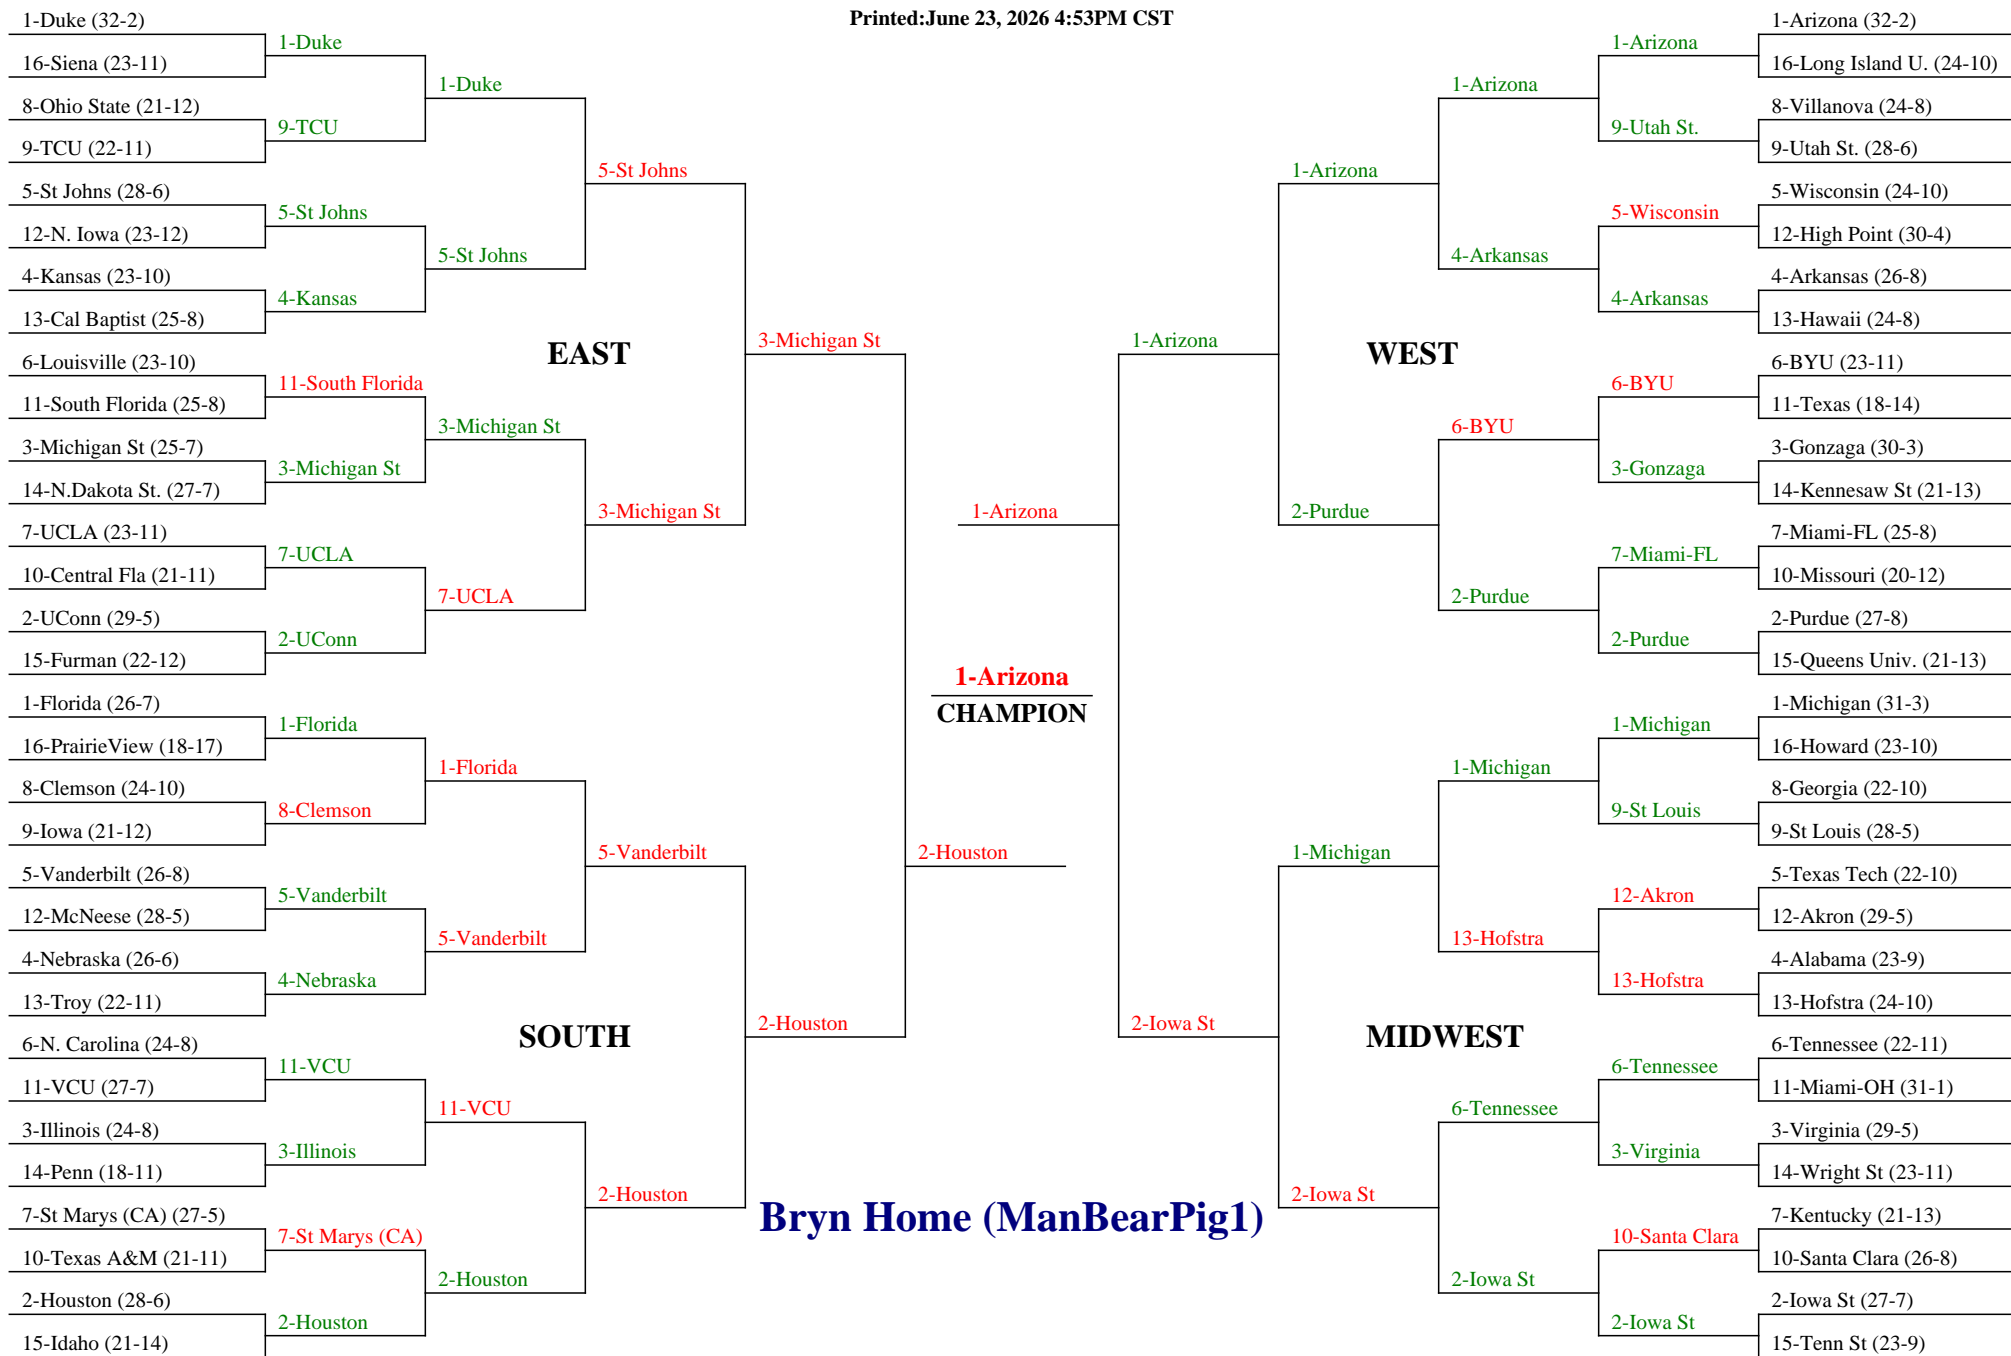 Printed:June 23, 2026 4:53PM CST
1-Duke (32-2)
16-Siena (23-11)
8-Ohio State (21-12)
9-TCU (22-11)
5-St Johns (28-6)
12-N. Iowa (23-12)
4-Kansas (23-10)
13-Cal Baptist (25-8)
6-Louisville (23-10)
11-South Florida (25-8)
3-Michigan St (25-7)
14-N.Dakota St. (27-7)
7-UCLA (23-11)
10-Central Fla (21-11)
2-UConn (29-5)
15-Furman (22-12)
1-Florida (26-7)
16-PrairieView (18-17)
8-Clemson (24-10)
9-Iowa (21-12)
5-Vanderbilt (26-8)
12-McNeese (28-5)
4-Nebraska (26-6)
13-Troy (22-11)
6-N. Carolina (24-8)
11-VCU (27-7)
3-Illinois (24-8)
14-Penn (18-11)
7-St Marys (CA) (27-5)
10-Texas A&M (21-11)
2-Houston (28-6)
15-Idaho (21-14)
1-Duke
9-TCU
5-St Johns
4-Kansas
11-South Florida
3-Michigan St
7-UCLA
2-UConn
1-Florida
8-Clemson
5-Vanderbilt
4-Nebraska
11-VCU
3-Illinois
7-St Marys (CA)
2-Houston
1-Duke
5-St Johns
3-Michigan St
7-UCLA
1-Florida
5-Vanderbilt
11-VCU
2-Houston
5-St Johns
EAST
3-Michigan St
5-Vanderbilt
SOUTH
2-Houston
3-Michigan St
2-Houston
2-Houston
1-Arizona
1-Arizona
CHAMPION
Bryn Home (ManBearPig1)
1-Arizona
2-Iowa St
1-Arizona
WEST
2-Purdue
1-Michigan
MIDWEST
2-Iowa St
1-Arizona
4-Arkansas
6-BYU
2-Purdue
1-Michigan
13-Hofstra
6-Tennessee
2-Iowa St
1-Arizona
9-Utah St.
5-Wisconsin
4-Arkansas
6-BYU
3-Gonzaga
7-Miami-FL
2-Purdue
1-Michigan
9-St Louis
12-Akron
13-Hofstra
6-Tennessee
3-Virginia
10-Santa Clara
2-Iowa St
1-Arizona (32-2)
16-Long Island U. (24-10)
8-Villanova (24-8)
9-Utah St. (28-6)
5-Wisconsin (24-10)
12-High Point (30-4)
4-Arkansas (26-8)
13-Hawaii (24-8)
6-BYU (23-11)
11-Texas (18-14)
3-Gonzaga (30-3)
14-Kennesaw St (21-13)
7-Miami-FL (25-8)
10-Missouri (20-12)
2-Purdue (27-8)
15-Queens Univ. (21-13)
1-Michigan (31-3)
16-Howard (23-10)
8-Georgia (22-10)
9-St Louis (28-5)
5-Texas Tech (22-10)
12-Akron (29-5)
4-Alabama (23-9)
13-Hofstra (24-10)
6-Tennessee (22-11)
11-Miami-OH (31-1)
3-Virginia (29-5)
14-Wright St (23-11)
7-Kentucky (21-13)
10-Santa Clara (26-8)
2-Iowa St (27-7)
15-Tenn St (23-9)